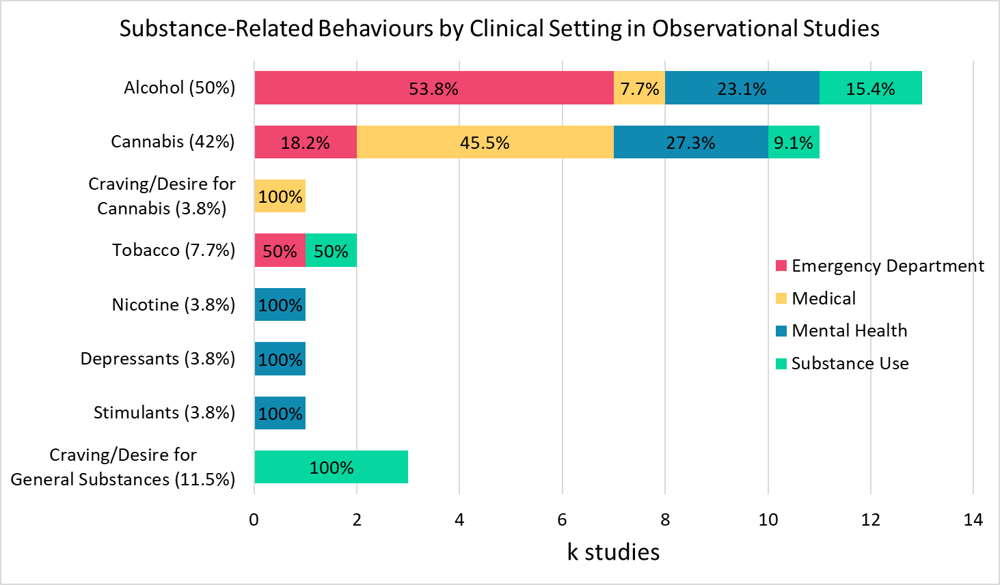 Substance-Related Behaviours by Clinical Setting in Observational Studies
Alcohol (50%)
53.8%
7.7%
23.1%
15.4%
Cannabis (42%)
18.2%
45.5%
27.3%
9.1%
Craving/Desire for
Cannabis (3.8%)
100%
Tobacco (7.7%)
50%
50%
Nicotine (3.8%)
100%
Depressants (3.8%)
100%
Stimulants (3.8%)
100%
Craving/Desire for
General Substances (11.5%)
100%
Emergency Department
Medical
Mental Health
Substance Use
0
2
4
6
8
10
12
14
k studies